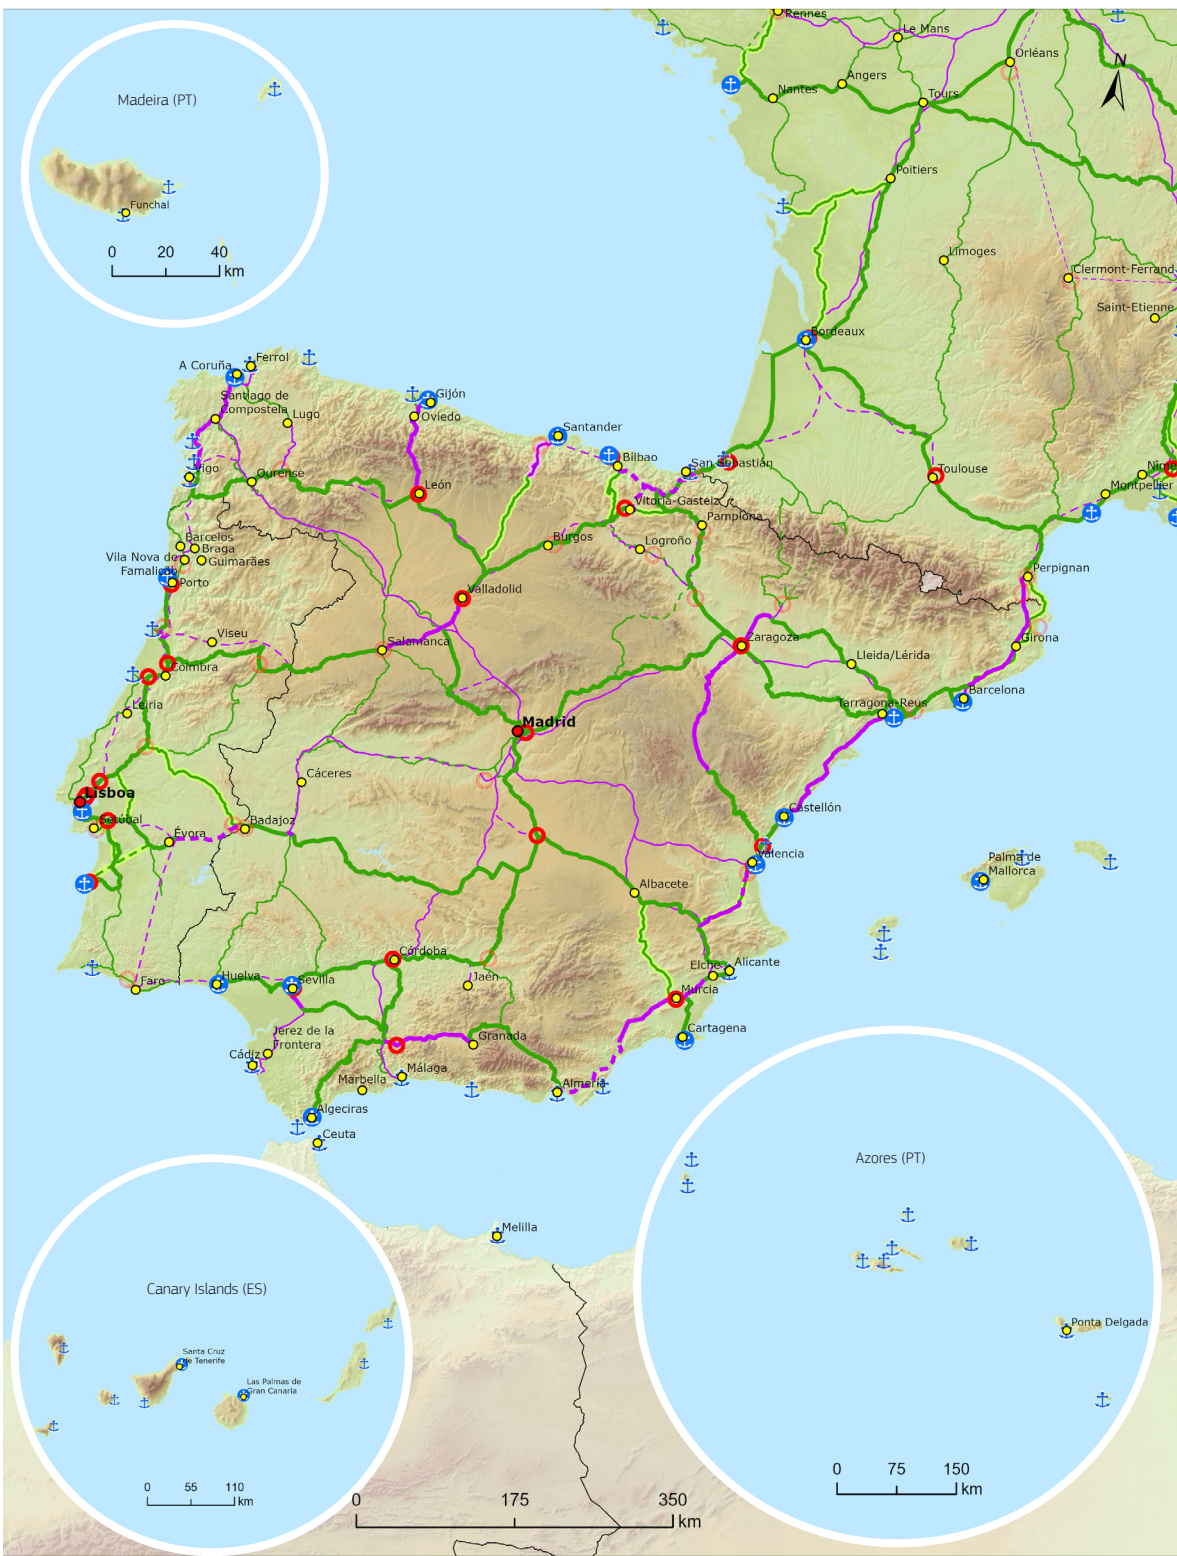 Rennes
Le Mans
Orléans
N
Angers
Nantes
Tours
Madeira (PT)
Poitiers
Funchal
0 20 40
km
Limoges
Clermont-Ferrand
Saint-Etienne
Bordeaux
Ferrol
A Coruña
Santiago de
Compostela
Lugo
Gijón
Oviedo
Santander
Bilbao
San Sebastián
Toulouse
Nîme
Montpellier
Vigo
Ourense
León
Vitoria-Gasteiz
Pamplona
Burgos
Logroño
Barcelos
Braga
Vila Nova de
Famalicão
Guimarães
Porto
Perpignan
Valladolid
Viseu
Salamanca
Zaragoza
Girona
Coimbra
Lleida/Lérida
Barcelona
Leiria
Tarragona-Reus
Madrid
Cáceres
Lisboa
Castellón
Setúbal
Évora
Badajoz
Valencia
Palma de
Mallorca
Albacete
Córdoba
Elche
Alicante
Faro
Huelva
Sevilla
Jaén
Murcia
Cartagena
Jerez de la
Frontera
Granada
Cádiz
Málaga
Marbella
Almería
Algeciras
Ceuta
Azores (PT)
Melilla
Canary Islands (ES)
Ponta Delgada
Santa Cruz
de Tenerife
Las Palmas de
Gran Canaria
0 75 150
km
0 55 110
km
0 175 350
km